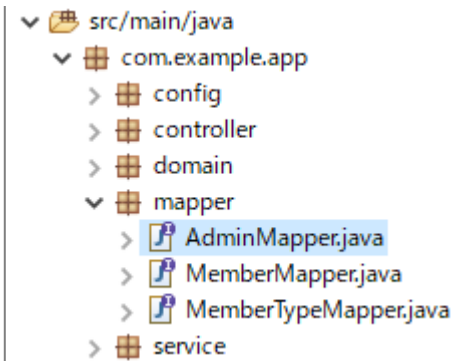 src/main/java
com.example.app
config
controller
domain
mapper
AdminMapper.java
MemberMapper.java
MemberTypeMapper.java
service